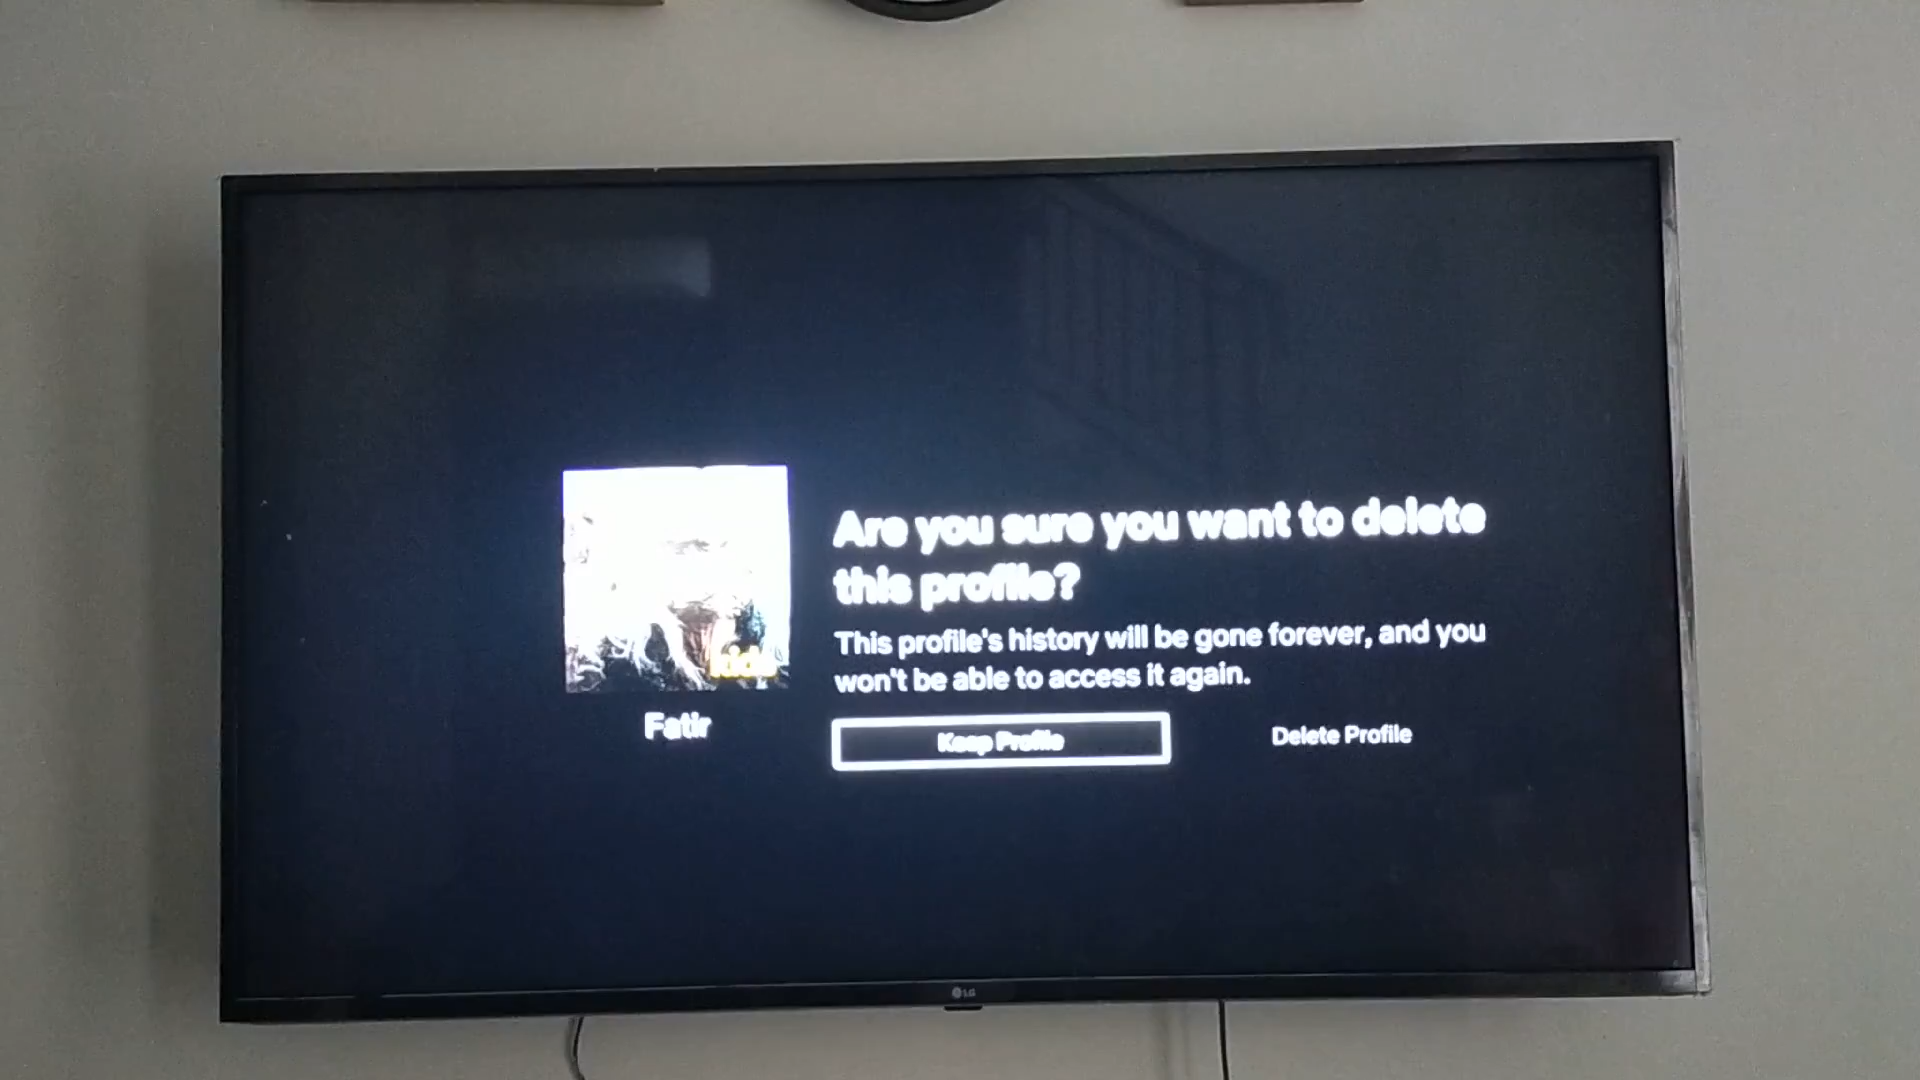 Are you sure you want to delete
this profile?
This profile's history will be gone forever, and you
won't be able to access it again.
kids
Fatir
Keep Profile
Delete Profile
LG